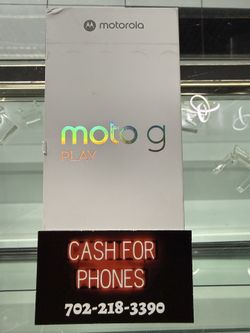 motorola
moto g
PLAY
CASH FOR
PHONES
702-218-3390